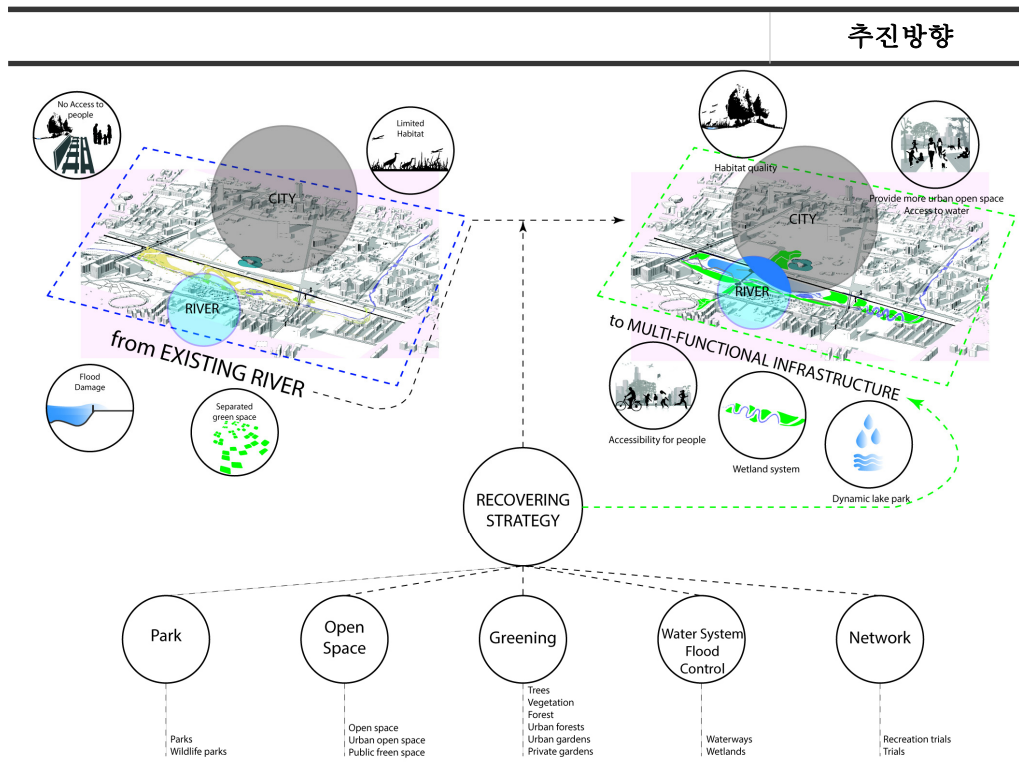 추진방향
No Access to
people
Limited
Habitat
CITY
RIVER
from EXISTING RIVER
Flood
Damage
Separated
green space
Habitat quality
Provide more urban open space
Access to water
CITY
RIVER
to MULTI-FUNCTIONAL INFRASTRUCTURE
Accessibility for people
Wetland system
Dynamic lake park
RECOVERING
STRATEGY
Park
Open
Space
Greening
Water System
Flood
Control
Network
Parks
Wildlife parks
Open space
Urban open space
Public freen space
Trees
Vegetation
Forest
Urban forests
Urban gardens
Private gardens
Waterways
Wetlands
Recreation trials
Trials